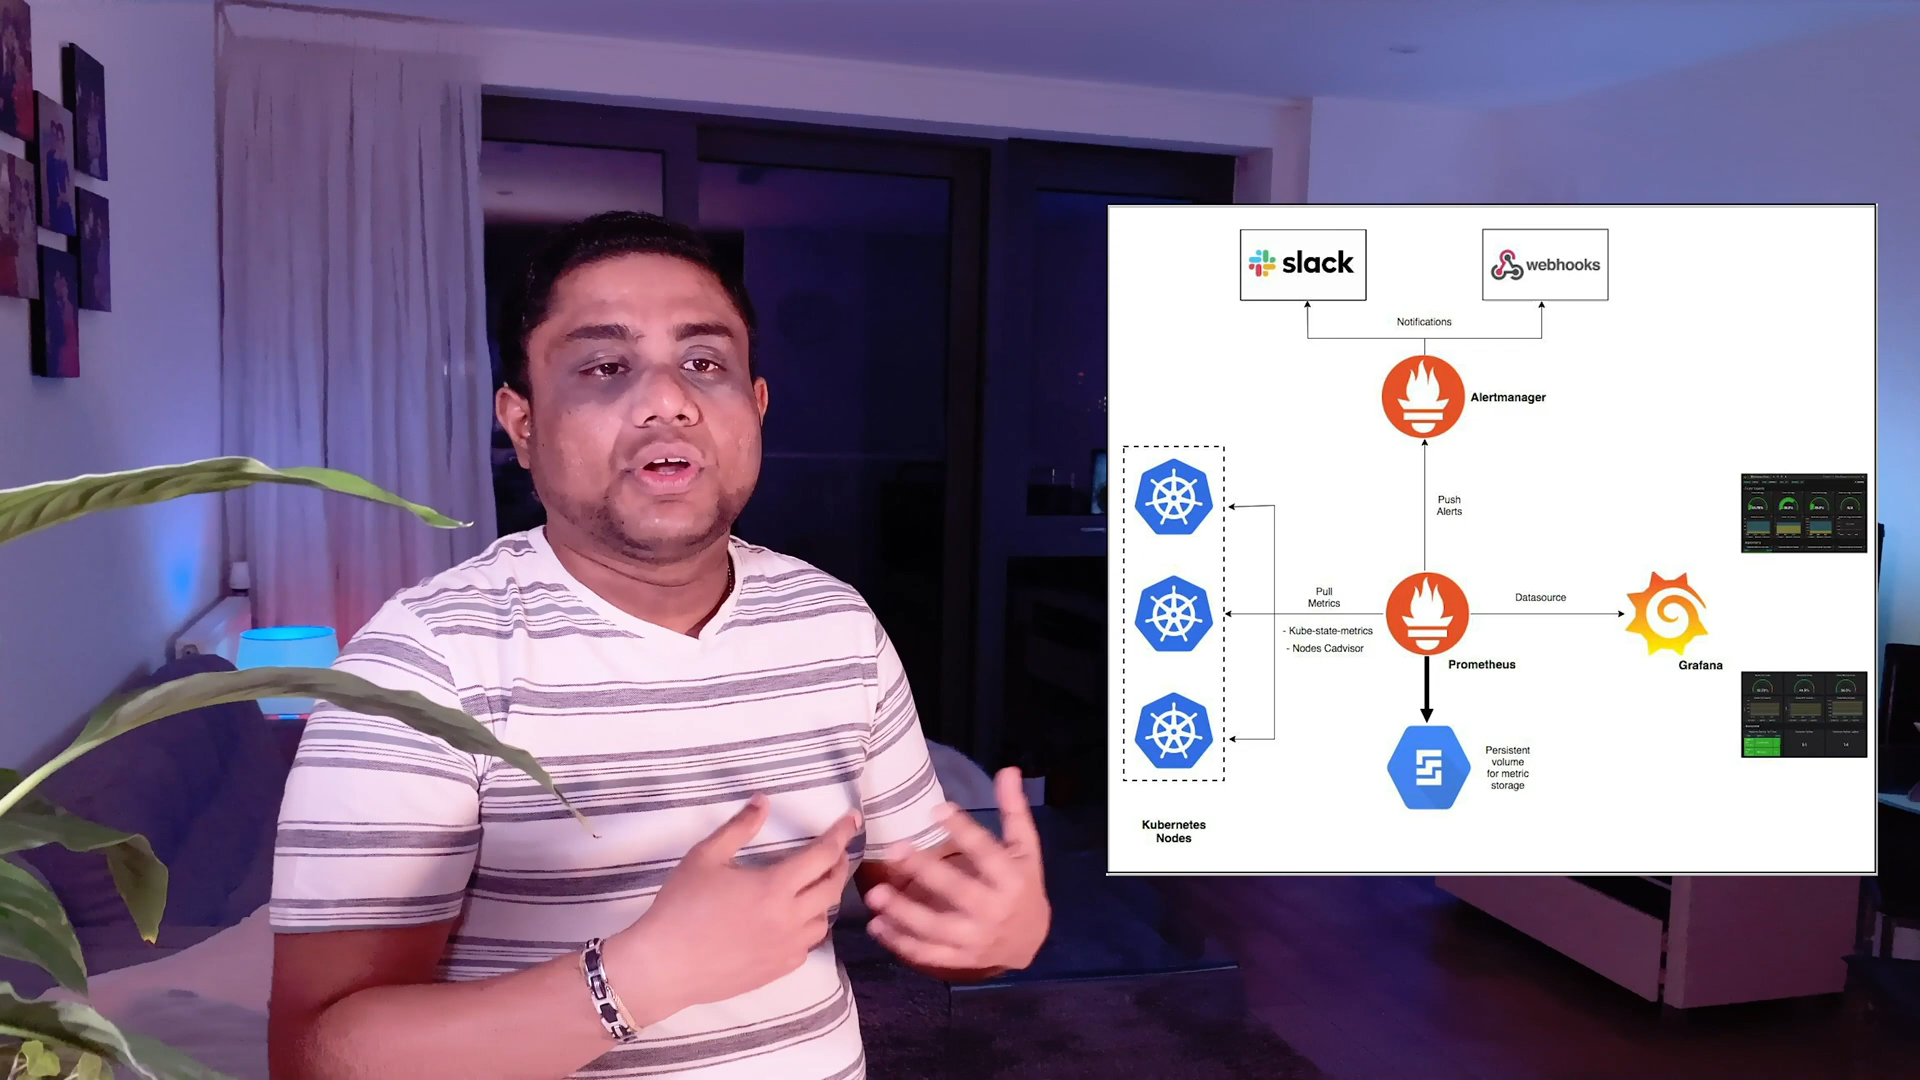 slack
webhooks
Notifications
Alertmanager
Push
Alerts
Pull
Metrics
Datasource
- Kube-state-metrics
- Nodes Cadvisor
Prometheus
Grafana
Persistent
volume
for metric
storage
Kubernetes
Nodes